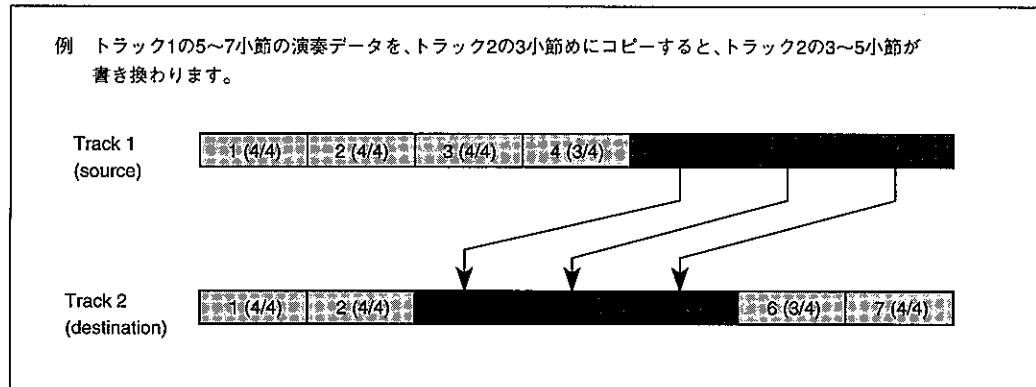 例 トラック1の5～7小節の演奏データを、トラック2の3小節めにコピーすると、トラック2の3～5小節が
書き換わります。
Track 1
(source)
1 (4/4) 2 (4/4) 3 (4/4) 4 (3/4)
Track 2
(destination)
1 (4/4) 2 (4/4) 6 (3/4) 7 (4/4)